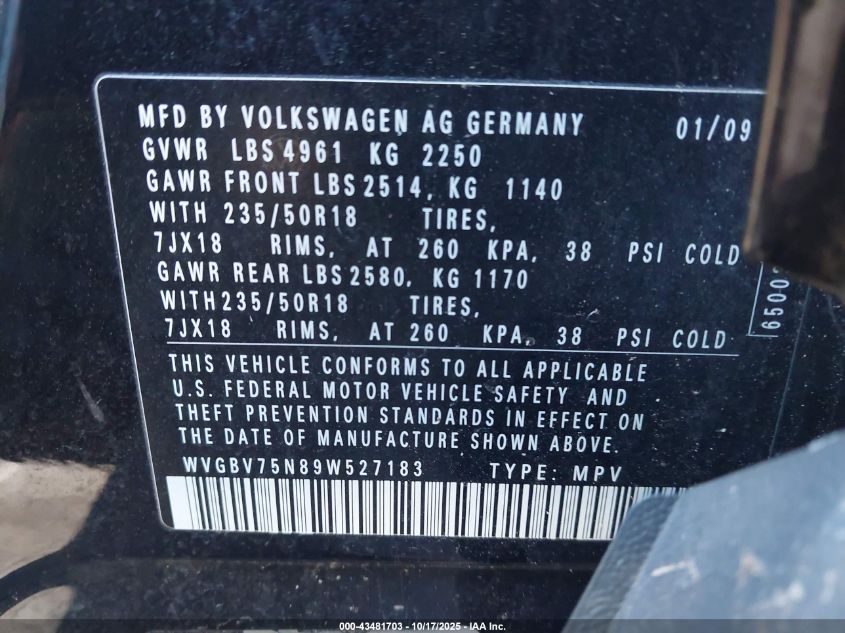 MFD BY VOLKSWAGEN AG GERMANY 01/09
GVWR LBS 4961 KG 2250
GAWR FRONT LBS 2514, KG 1140
WITH 235/50R18 TIRES,
7JX18 RIMS, AT 260 KPA, 38 PSI COLD
GAWR REAR LBS 2580, KG 1170
WITH 235/50R18 TIRES,
7JX18 RIMS, AT 260 KPA, 38 PSI COLD
THIS VEHICLE CONFORMS TO ALL APPLICABLE
U.S. FEDERAL MOTOR VEHICLE SAFETY AND
THEFT PREVENTION STANDARDS IN EFFECT ON
THE DATE OF MANUFACTURE SHOWN ABOVE.
WVGBV75N89W527183 TYPE: MPV
000-43481703 - 10/17/2025 - IAA Inc.